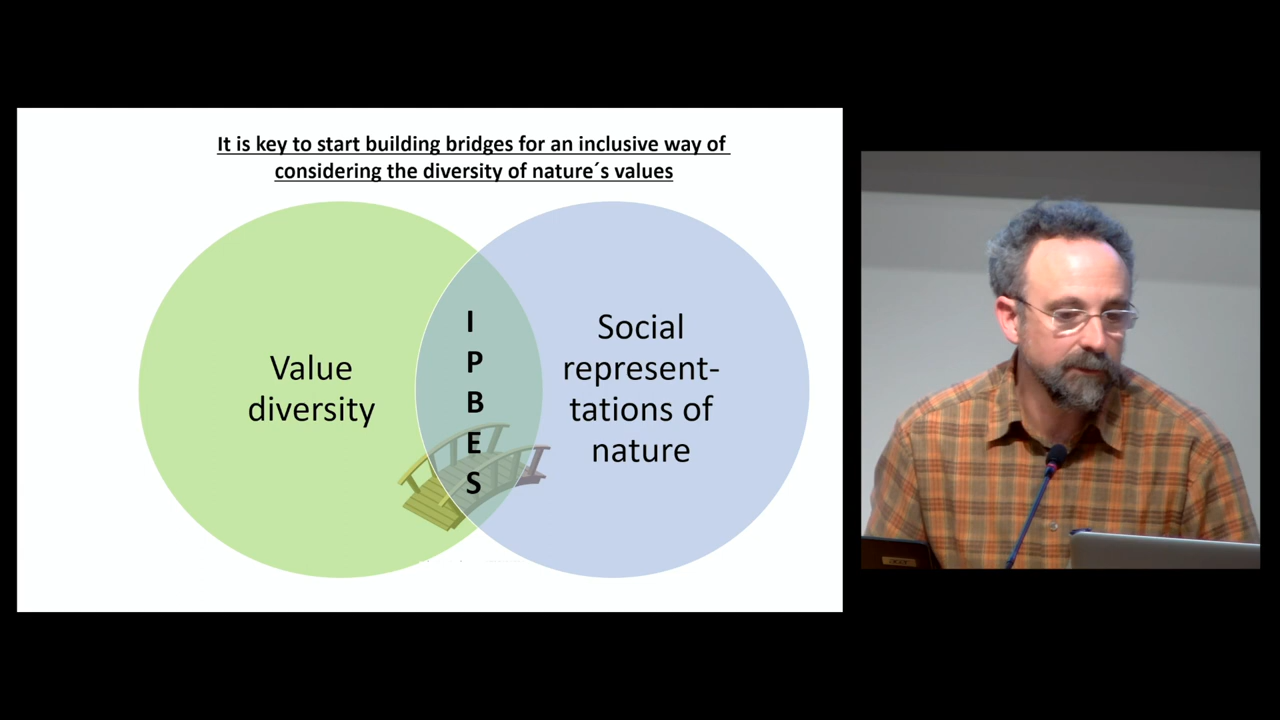 It is key to start building bridges for an inclusive way of
considering the diversity of nature´s values
Value
diversity
I
P
B
E
S
Social
represent-
tations of
nature
acer